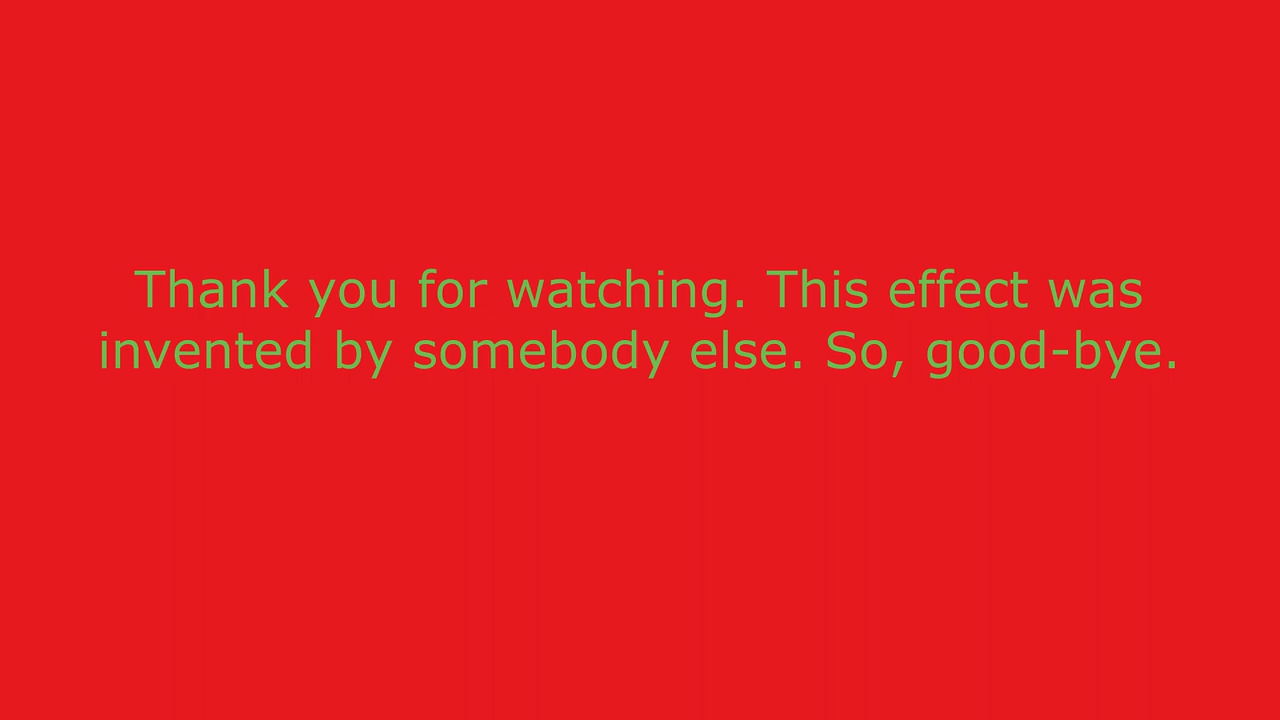 Thank you for watching. This effect was
invented by somebody else. So, good-bye.